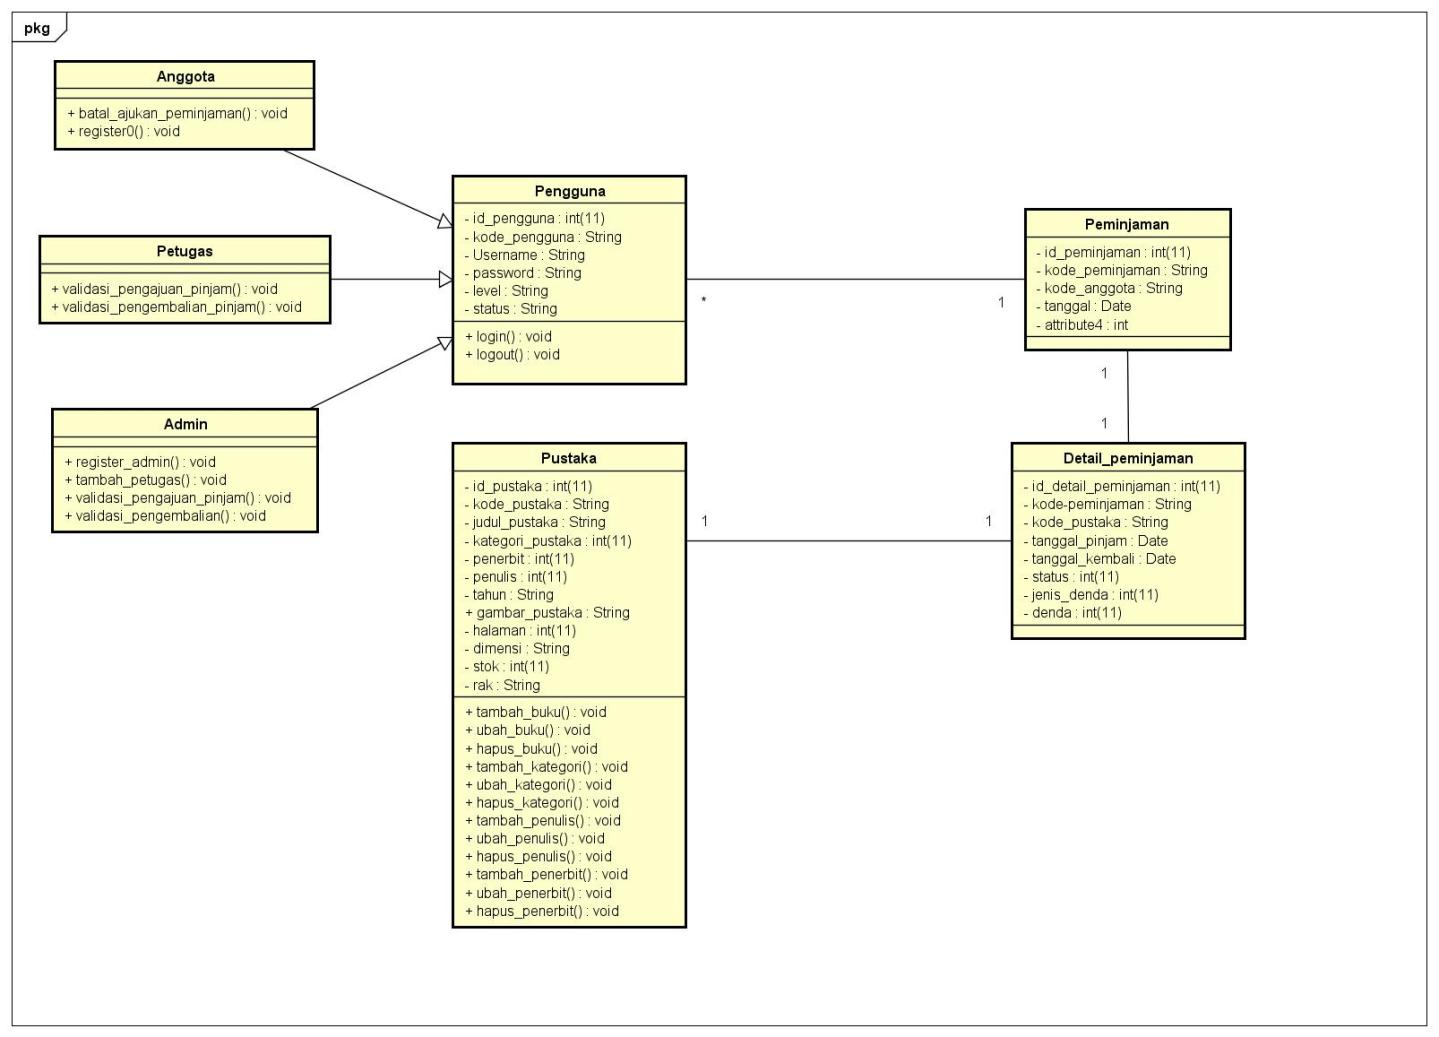 pkg
Anggota
+ batal_ajukan_peminjaman() : void
+ register0() : void
Petugas
+ validasi_pengajuan_pinjam() : void
+ validasi_pengembalian_pinjam() : void
Admin
+ register_admin() : void
+ tambah_petugas() : void
+ validasi_pengajuan_pinjam() : void
+ validasi_pengembalian() : void
Pengguna
- id_pengguna : int(11)
- kode_pengguna : String
- Username : String
- password : String
- level : String
- status : String
+ login() : void
+ logout() : void
*
1
Peminjaman
- id_peminjaman : int(11)
- kode_peminjaman : String
- kode_anggota : String
- tanggal : Date
- attribute4 : int
1
1
Pustaka
- id_pustaka : int(11)
- kode_pustaka : String
- judul_pustaka : String
- kategori_pustaka : int(11)
- penerbit : int(11)
- penulis : int(11)
- tahun : String
+ gambar_pustaka : String
- halaman : int(11)
- dimensi : String
- stok : int(11)
- rak : String
+ tambah_buku() : void
+ ubah_buku() : void
+ hapus_buku() : void
+ tambah_kategori() : void
+ ubah_kategori() : void
+ hapus_kategori() : void
+ tambah_penulis() : void
+ ubah_penulis() : void
+ hapus_penulis() : void
+ tambah_penerbit() : void
+ ubah_penerbit() : void
+ hapus_penerbit() : void
1
1
Detail_peminjaman
- id_detail_peminjaman : int(11)
- kode-peminjaman : String
- kode_pustaka : String
- tanggal_pinjam : Date
- tanggal_kembali : Date
- status : int(11)
- jenis_denda : int(11)
- denda : int(11)